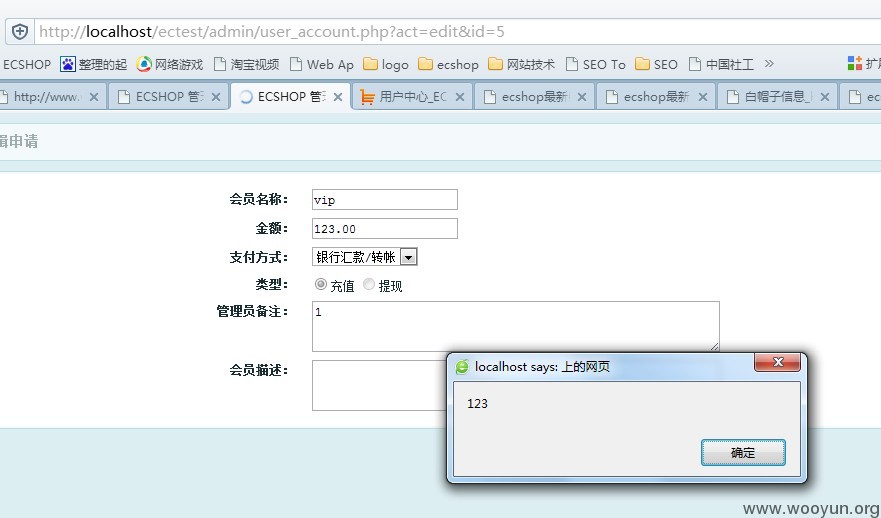 http://localhost/ectest/admin/user_account.php?act=edit&id=5
ECSHOP 整理的起 网络游戏 淘宝视频 Web Ap logo ecshop 网站技术 SEO To SEO 中国社工 » 扩
http://www. ECSHOP 管 ECSHOP 管 用户中心_EC ecshop最新 ecshop最新 白帽子信息_ ec
辑申请
会员名称: vip
金额: 123.00
支付方式: 银行汇款/转帐
类型: 充值 提现
管理员备注: 1
会员描述:
localhost says: 上的网页
123
确定
www.wooyun.org